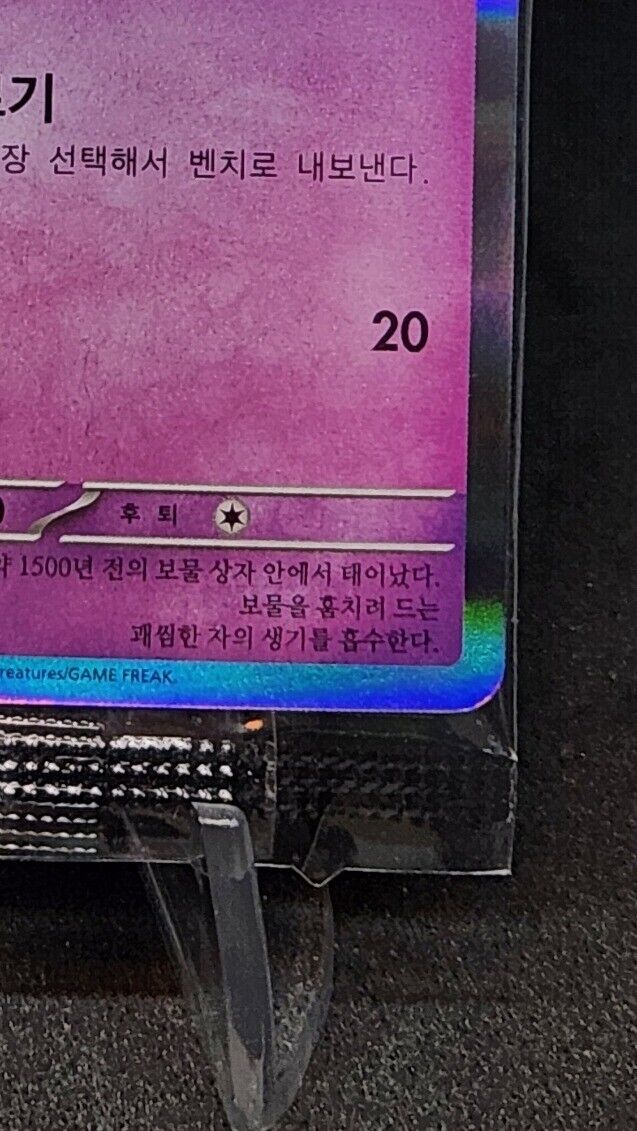 기
장 선택해서 벤치로 내보낸다.
20
후퇴
약 1500년 전의 보물 상자 안에서 태어났다.
보물을 훔치려 드는
괘씸한 자의 생기를 흡수한다.
reatures/GAME FREAK.